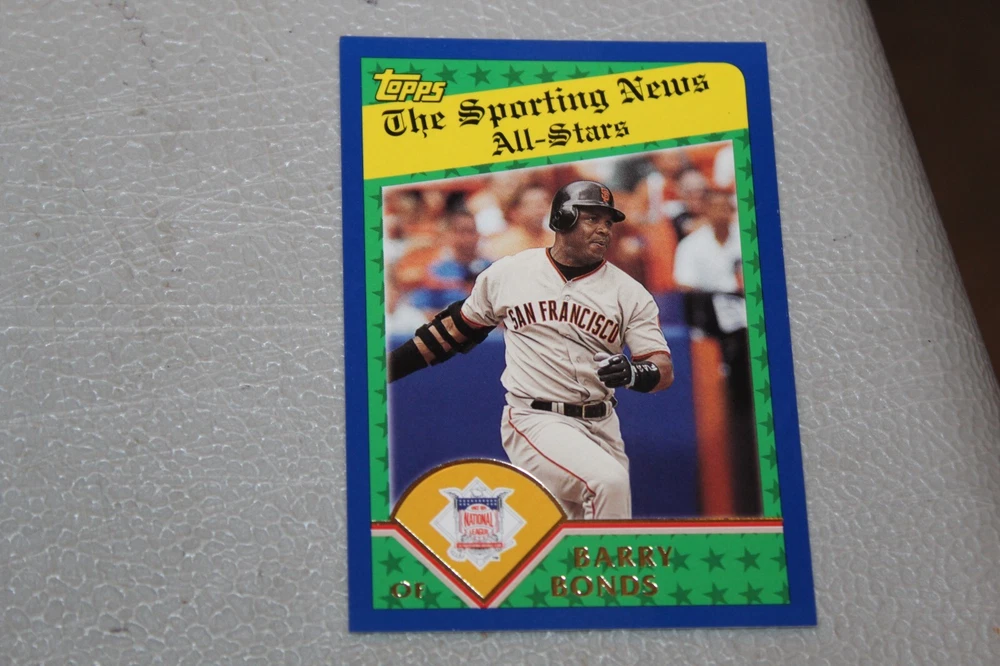 Topps
The Sporting News
All-Stars
SAN FRANCISCO
NATIONAL
LEAGUE
BARRY
OF BONDS